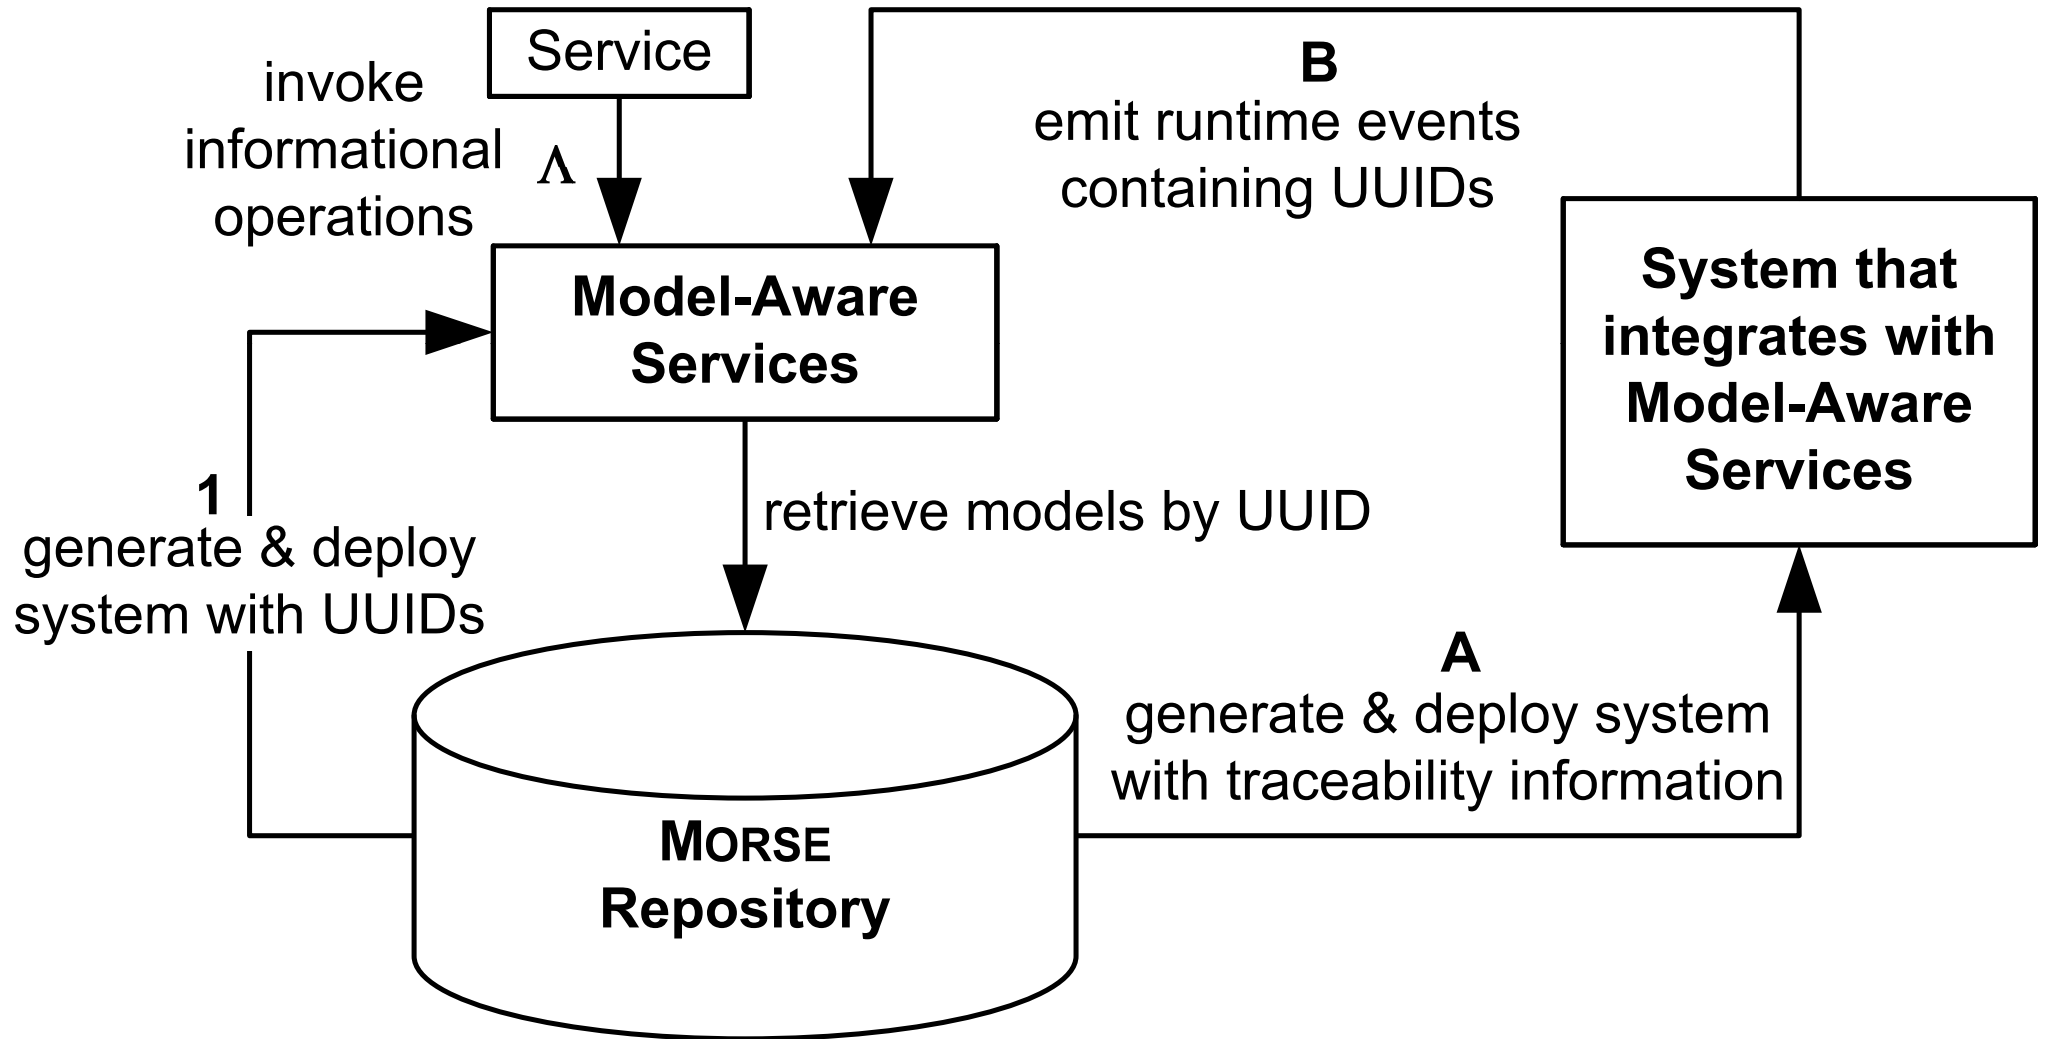 Service
invoke
informational
operations
Λ
B
emit runtime events
containing UUIDs
Model-Aware
Services
System that
integrates with
Model-Aware
Services
1
generate & deploy
system with UUIDs
retrieve models by UUID
A
generate & deploy system
with traceability information
MORSE
Repository